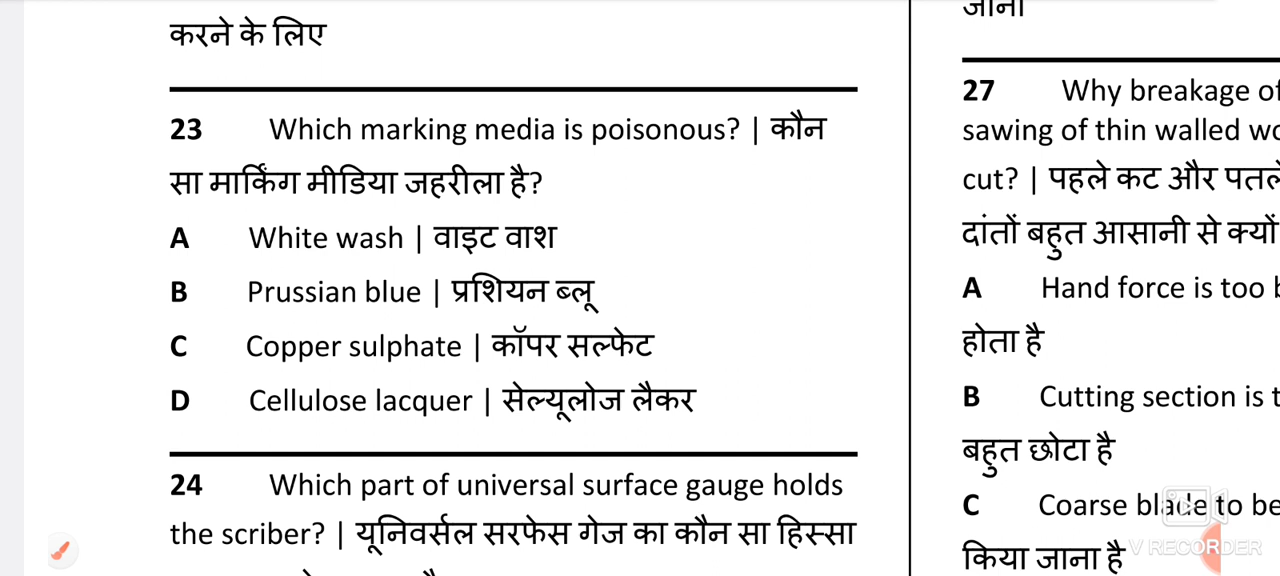 करने के लिए
23 Which marking media is poisonous? | कौन
सा मार्किंग मीडिया जहरीला है?
A White wash | वाइट वाश
B Prussian blue | प्रशियन ब्लू
C Copper sulphate | कॉपर सल्फेट
D Cellulose lacquer | सेल्यूलोज लैकर
24 Which part of universal surface gauge holds
the scriber? | यूनिवर्सल सरफेस गेज का कौन सा हिस्सा
जाना
27 Why breakage of
sawing of thin walled
cut? | पहले कट और
दांतों बहुत आसानी से क्यों
A Hand force is too
होता है
B Cutting section is
बहुत छोटा है
C Coarse blade to be
किया जाना है
V RECORDER